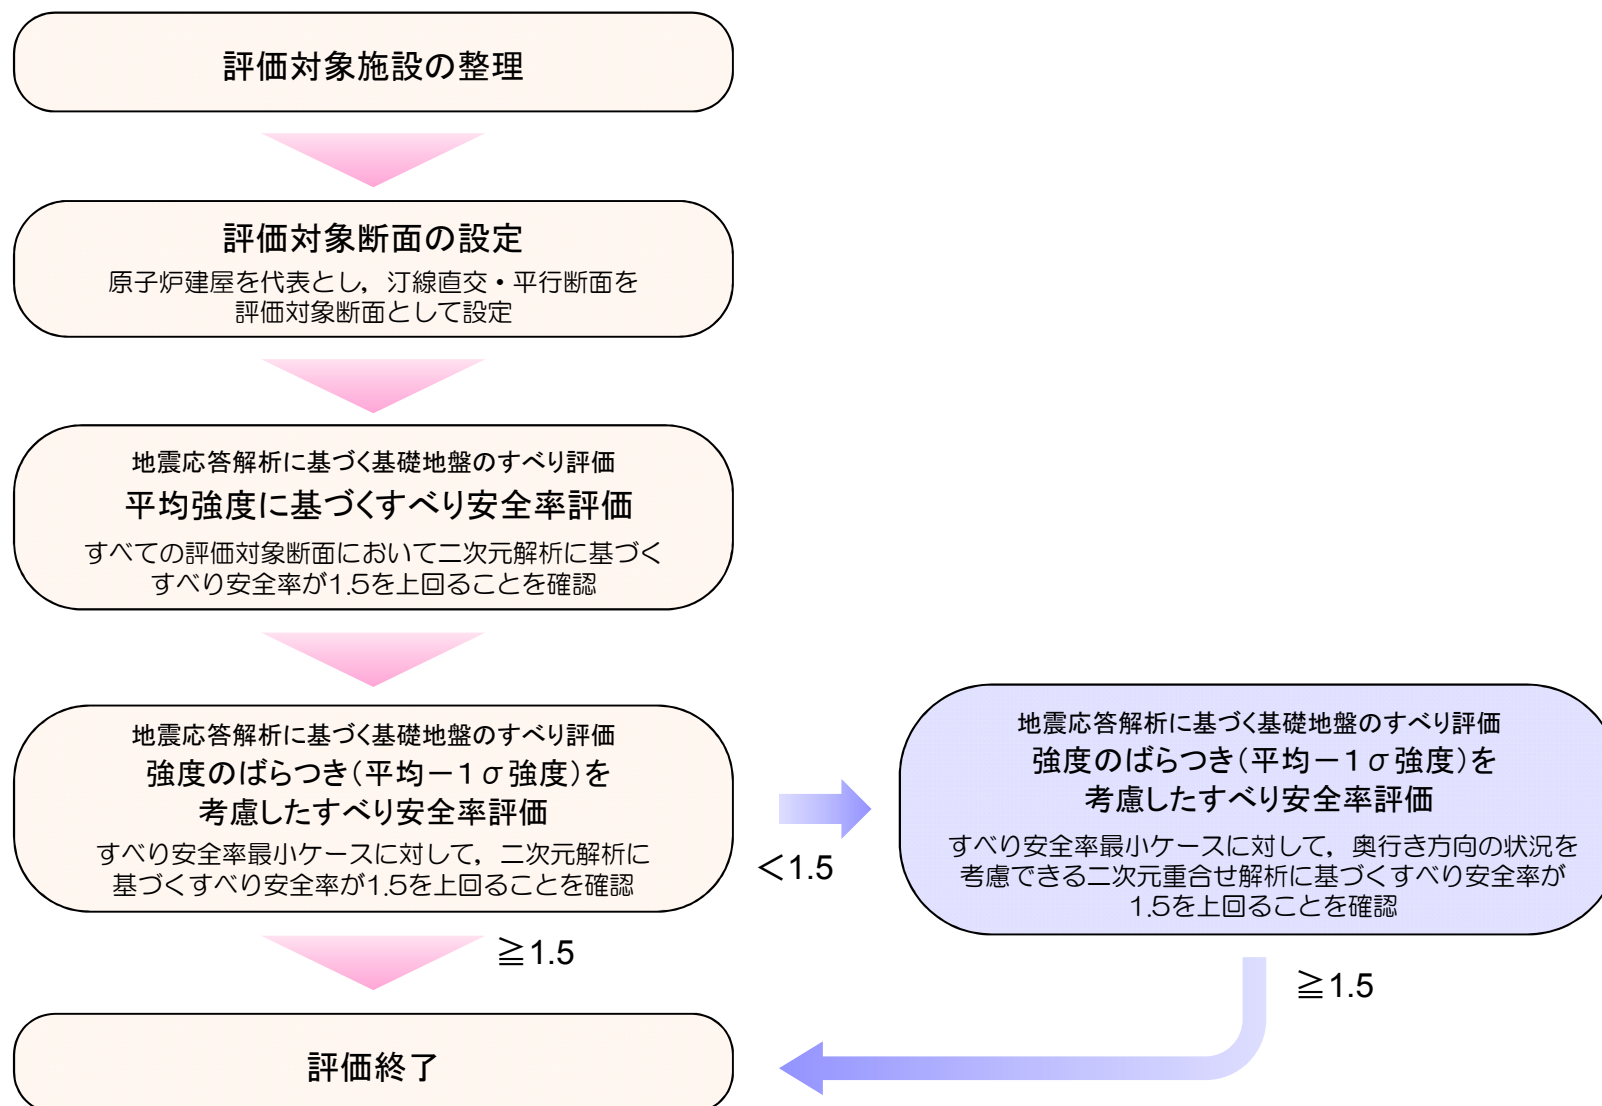 評価対象施設の整理
評価対象断面の設定
原子炉建屋を代表とし，汀線直交・平行断面を
評価対象断面として設定
地震応答解析に基づく基礎地盤のすべり評価
平均強度に基づくすべり安全率評価
すべての評価対象断面において二次元解析に基づく
すべり安全率が1.5を上回ることを確認
地震応答解析に基づく基礎地盤のすべり評価
強度のばらつき（平均－１σ強度）を
考慮したすべり安全率評価
すべり安全率最小ケースに対して，二次元解析に
基づくすべり安全率が1.5を上回ることを確認
＜1.5
地震応答解析に基づく基礎地盤のすべり評価
強度のばらつき（平均－１σ強度）を
考慮したすべり安全率評価
すべり安全率最小ケースに対して，奥行き方向の状況を
考慮できる二次元重合せ解析に基づくすべり安全率が
1.5を上回ることを確認
≧1.5
≧1.5
評価終了